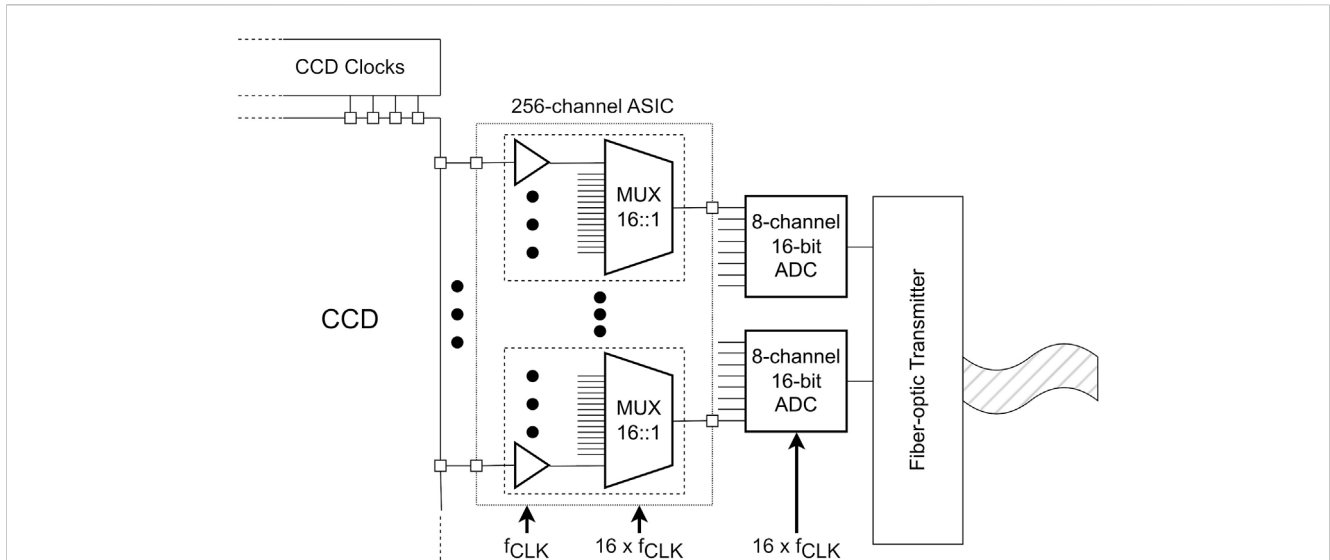 CCD Clocks
256-channel ASIC
MUX
16::1
8-channel
16-bit
ADC
CCD
8-channel
16-bit
ADC
MUX
16::1
Fiber-optic Transmitter
fCLK
16 x fCLK
16 x fCLK